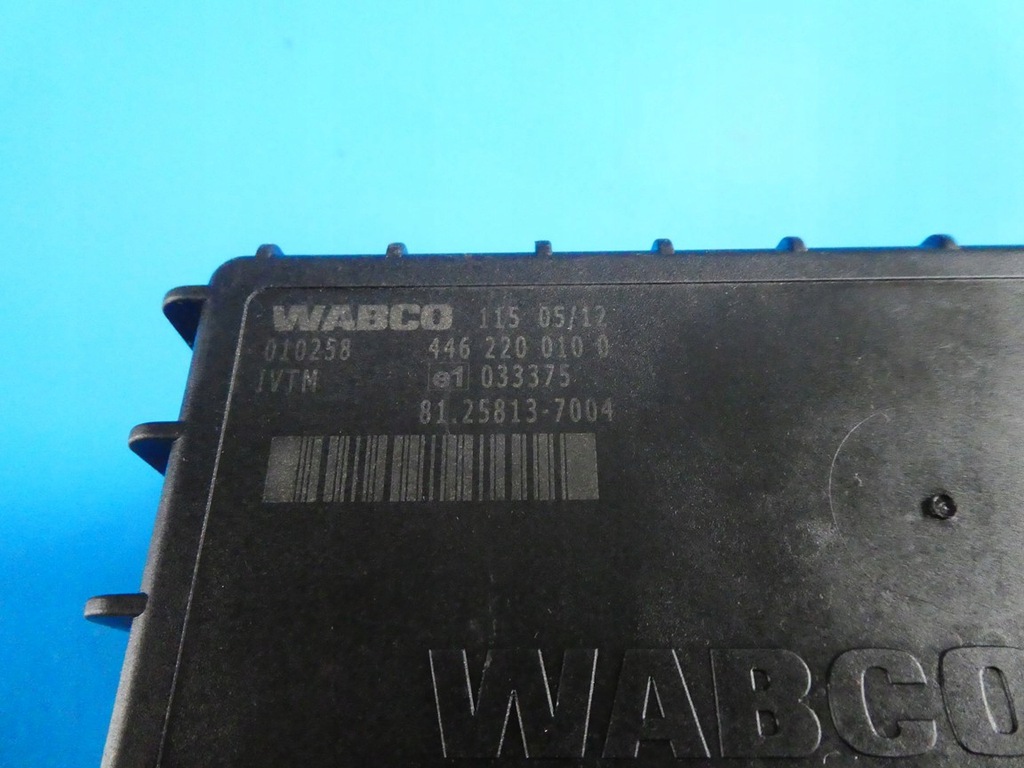 WABCO 115 05/12
010258 446 220 010 0
IVTM e1 033375
81.25813-7004
WABCO